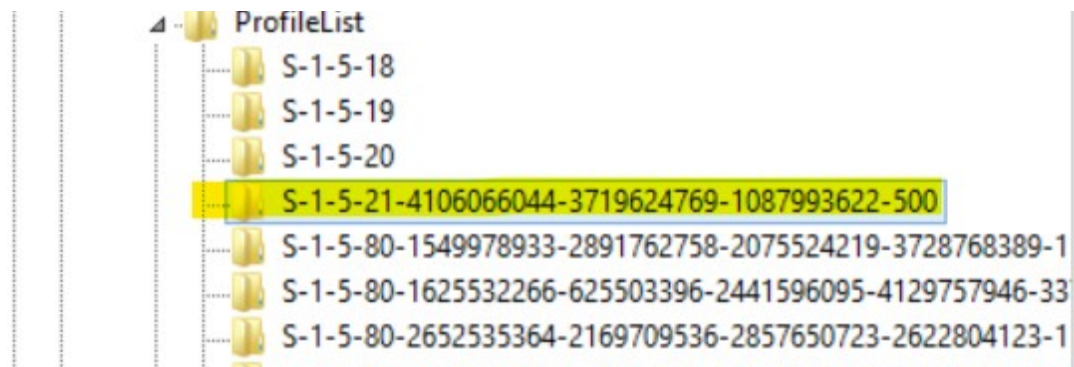 ProfileList
S-1-5-18
S-1-5-19
S-1-5-20
S-1-5-21-4106066044-3719624769-1087993622-500
S-1-5-80-1549978933-2891762758-2075524219-3728768389-1
S-1-5-80-1625532266-625503396-2441596095-4129757946-33
S-1-5-80-2652535364-2169709536-2857650723-2622804123-1